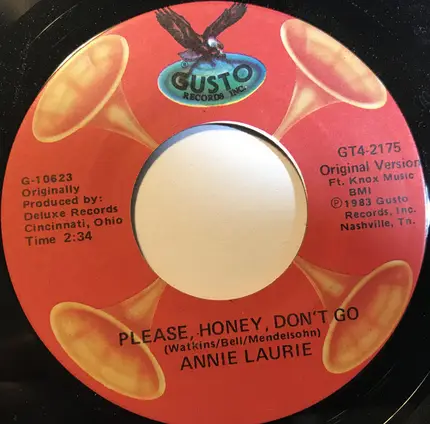 GUSTO
RECORDS INC.
G-10623
Originally
Produced by:
Deluxe Records
Cincinnati, Ohio
Time 2:34
GT4-2175
Original Version
Ft. Knox Music
BMI
Ⓟ 1983 Gusto
Records, Inc.
Nashville, Tn.
PLEASE, HONEY, DON'T GO
(Watkins/Bell/Mendelsohn)
ANNIE LAURIE